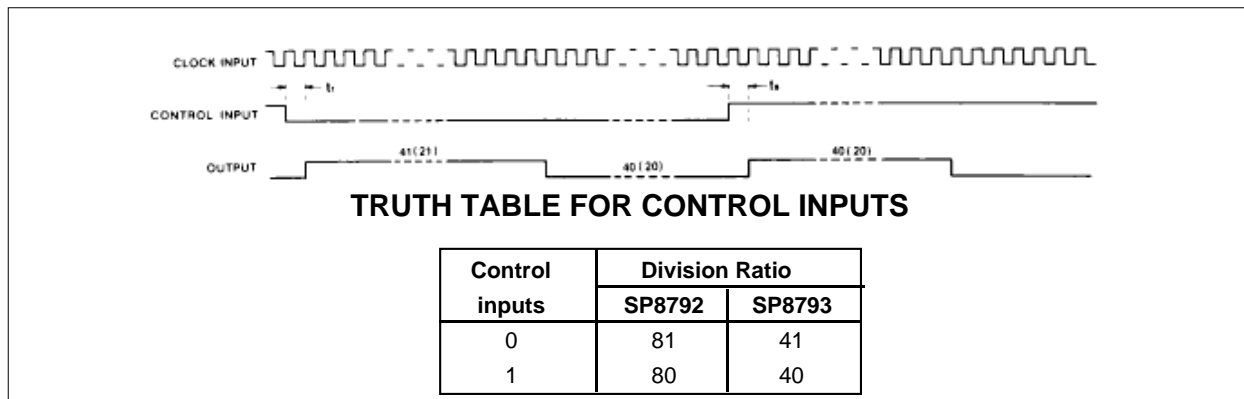 CLOCK INPUT
t
CONTROL INPUT
41(21)
40(20)
40(20)
OUTPUT
TRUTH TABLE FOR CONTROL INPUTS
Control inputs
Division Ratio
SP8792 SP8793
0 81 41
1 80 40